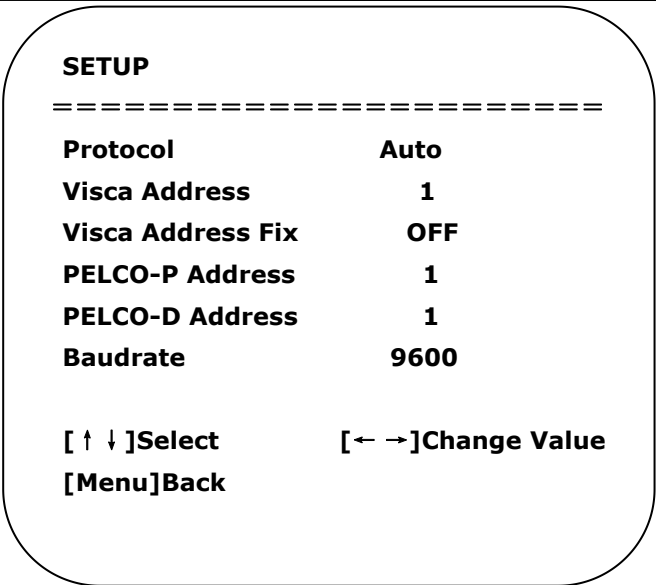 SETUP
========================
Protocol Auto
Visca Address 1
Visca Address Fix OFF
PELCO-P Address 1
PELCO-D Address 1
Baudrate 9600
[↑↓]Select [← →]Change Value
[Menu]Back